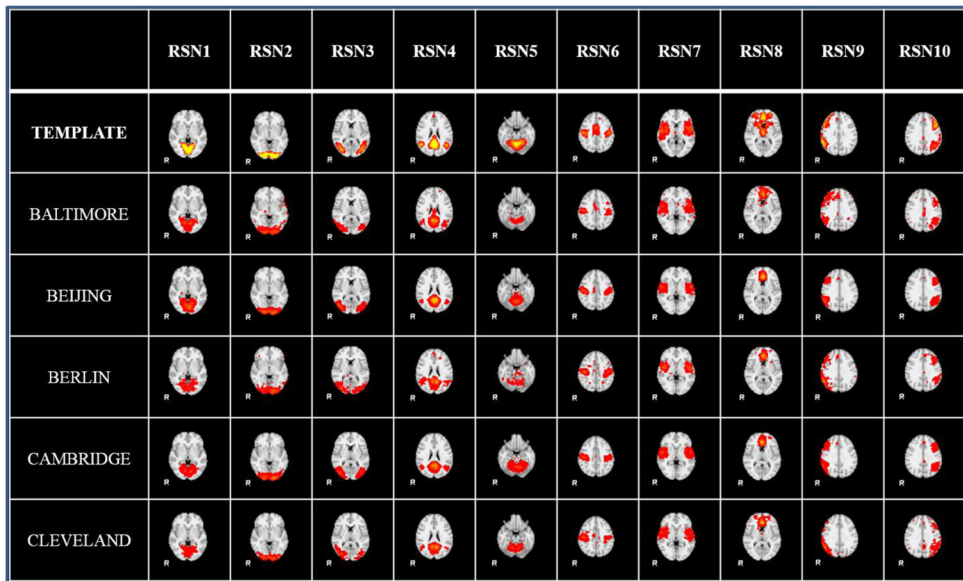 RSN1 RSN2 RSN3 RSN4 RSN5 RSN6 RSN7 RSN8 RSN9 RSN10
TEMPLATE R R R R R R R R R R
BALTIMORE R R R R R R R R R R
BEIJING R R R R R R R R R R
BERLIN R R R R R R R R R R
CAMBRIDGE R R R R R R R R R R
CLEVELAND R R R R R R R R R R